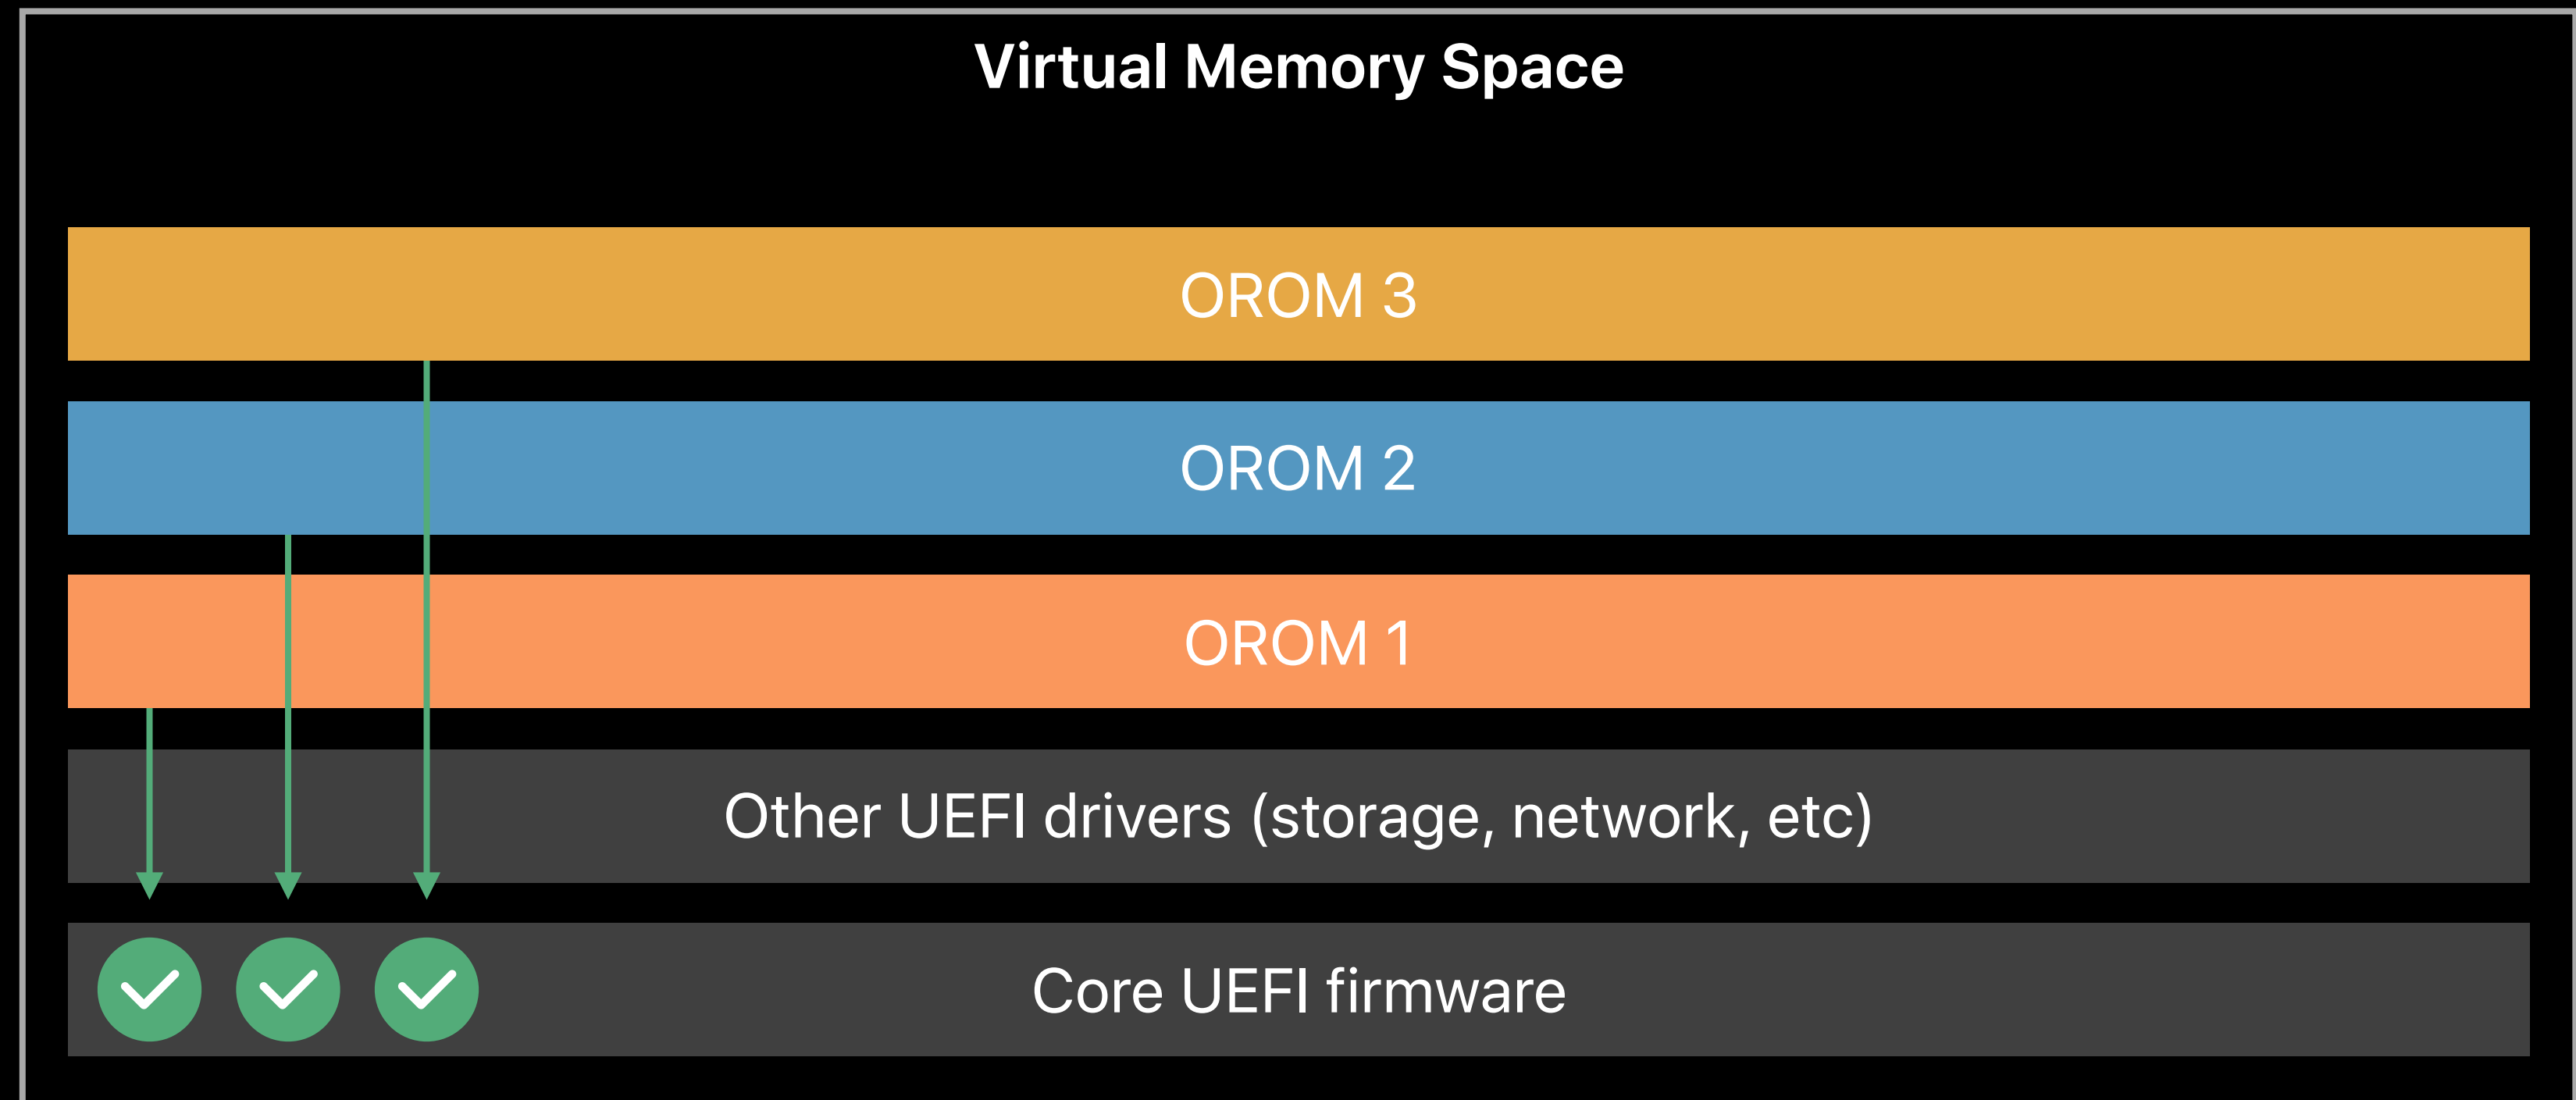 Virtual Memory Space
OROM 3
OROM 2
OROM 1
Other UEFI drivers (storage, network, etc)
Core UEFI firmware